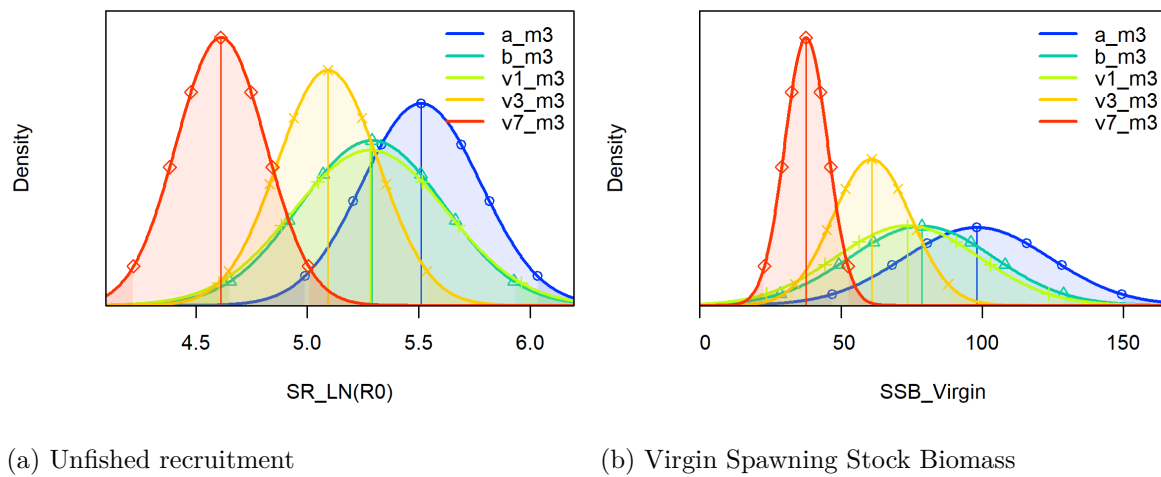 Density
a_m3
b_m3
v1_m3
v3_m3
v7_m3
4.5 5.0 5.5 6.0
SR_LN(R0)
(a) Unfished recruitment
Density
a_m3
b_m3
v1_m3
v3_m3
v7_m3
0 50 100 150
SSB_Virgin
(b) Virgin Spawning Stock Biomass